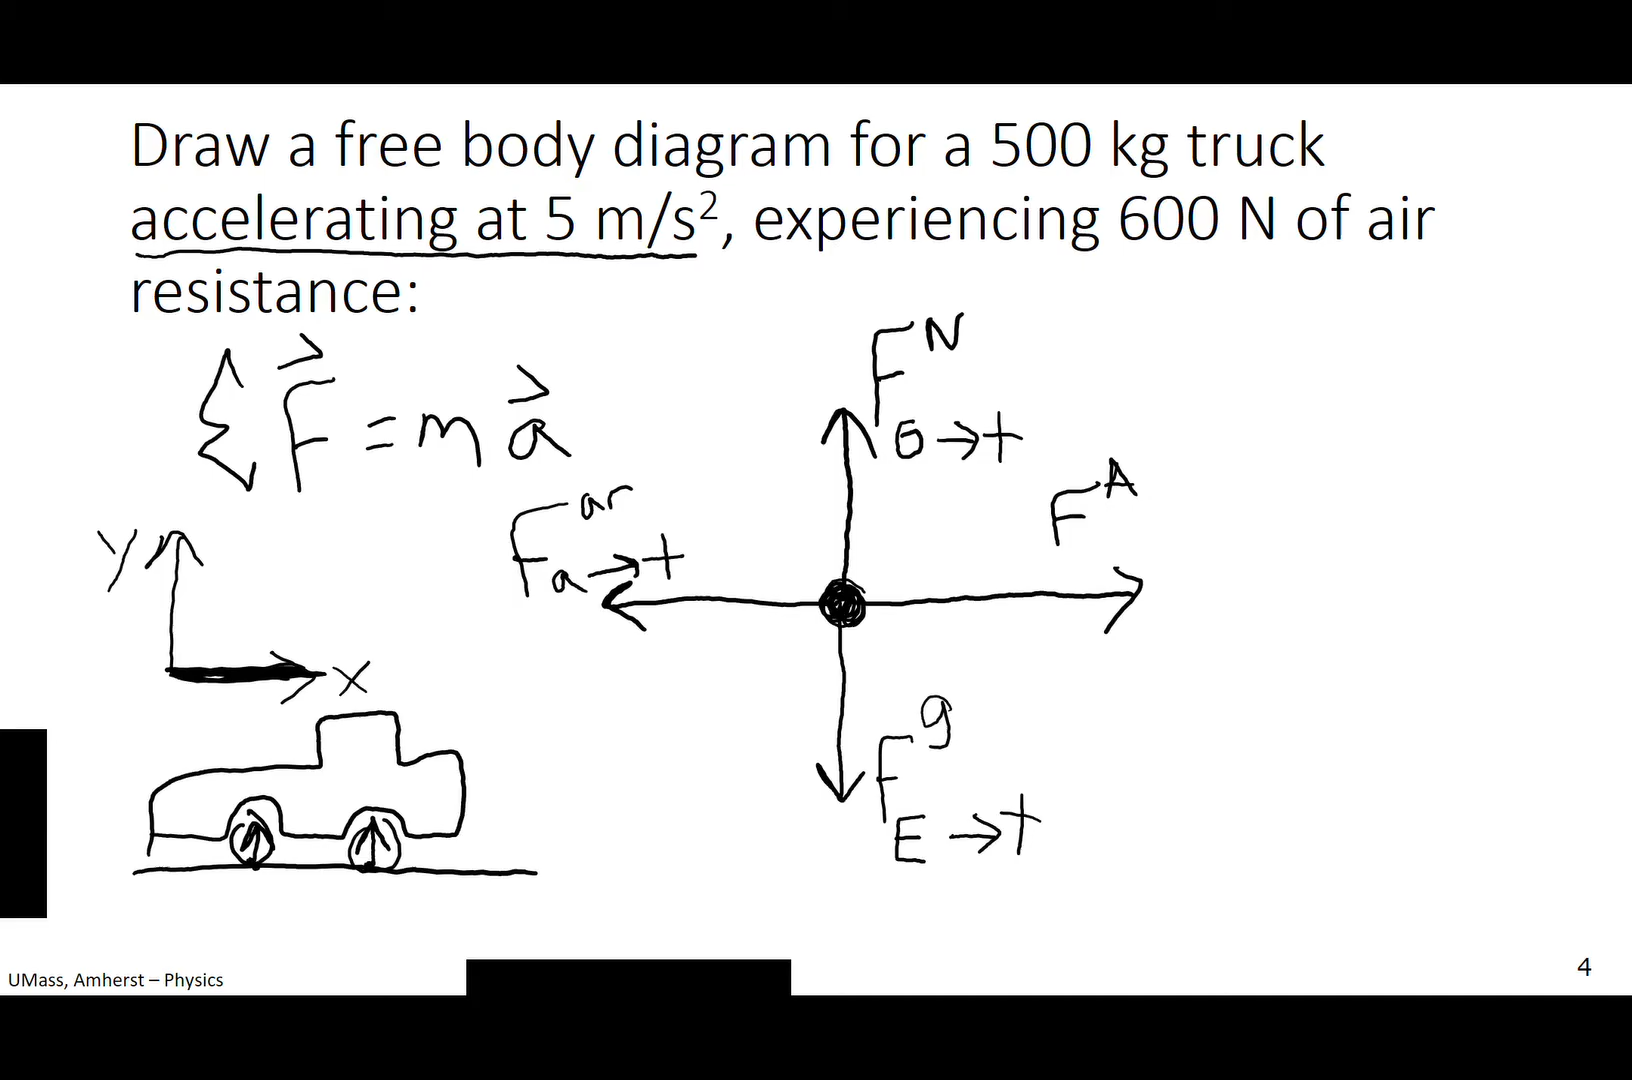 Draw a free body diagram for a 500 kg truck
accelerating at 5 m/s², experiencing 600 N of air
resistance:
ΣF⃗ = ma⃗
F^N G→t
F^A
F^ar a→t
y
x
F^g E→t
UMass, Amherst – Physics
4